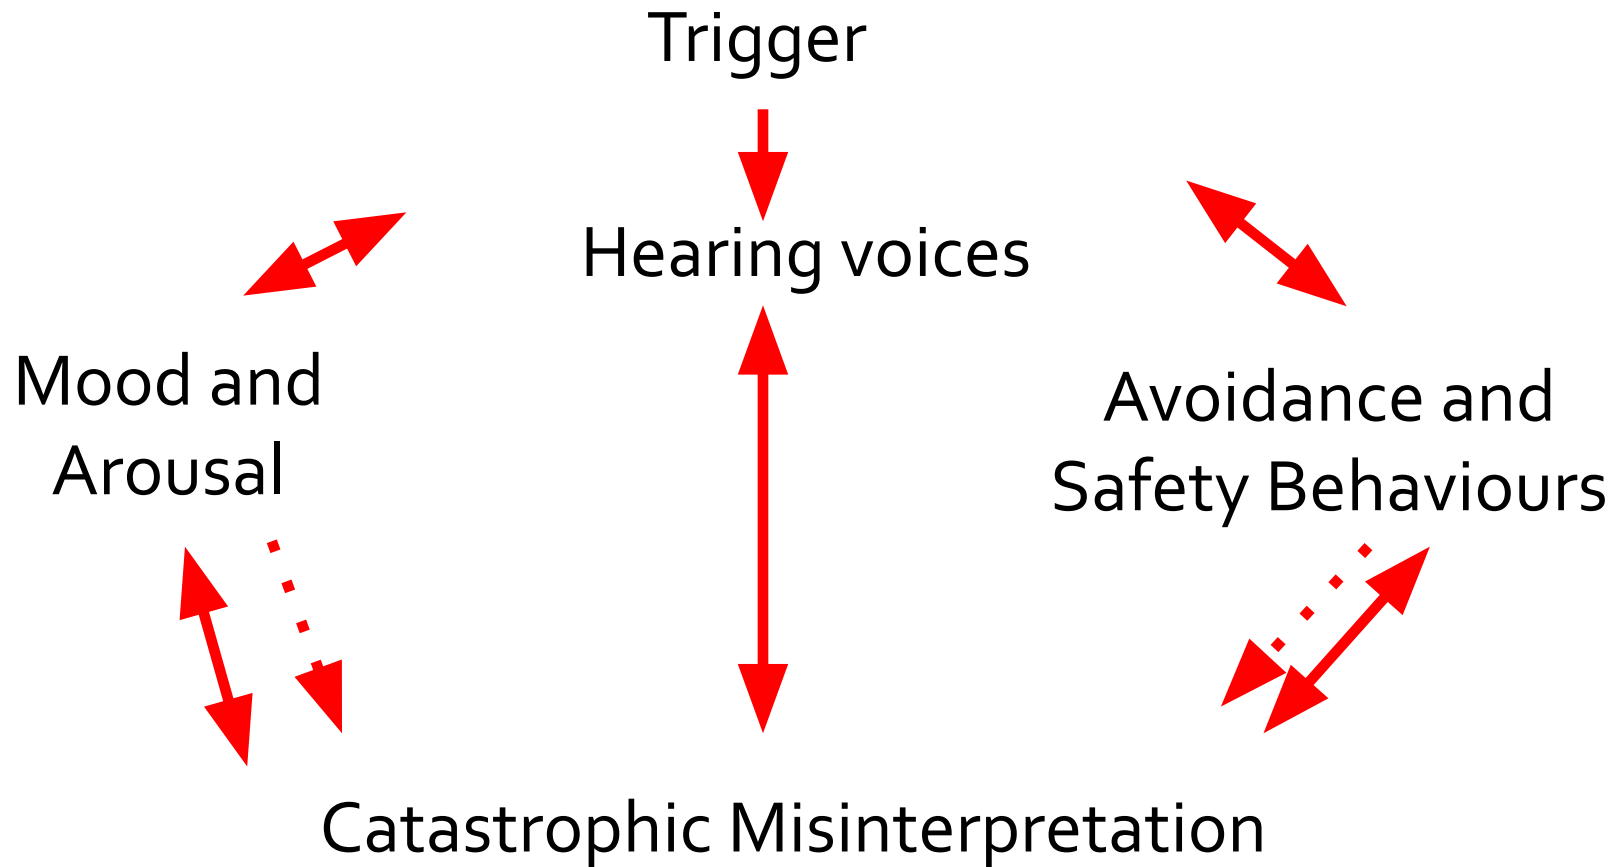 Trigger
Hearing voices
Mood and
Arousal
Avoidance and
Safety Behaviours
Catastrophic Misinterpretation